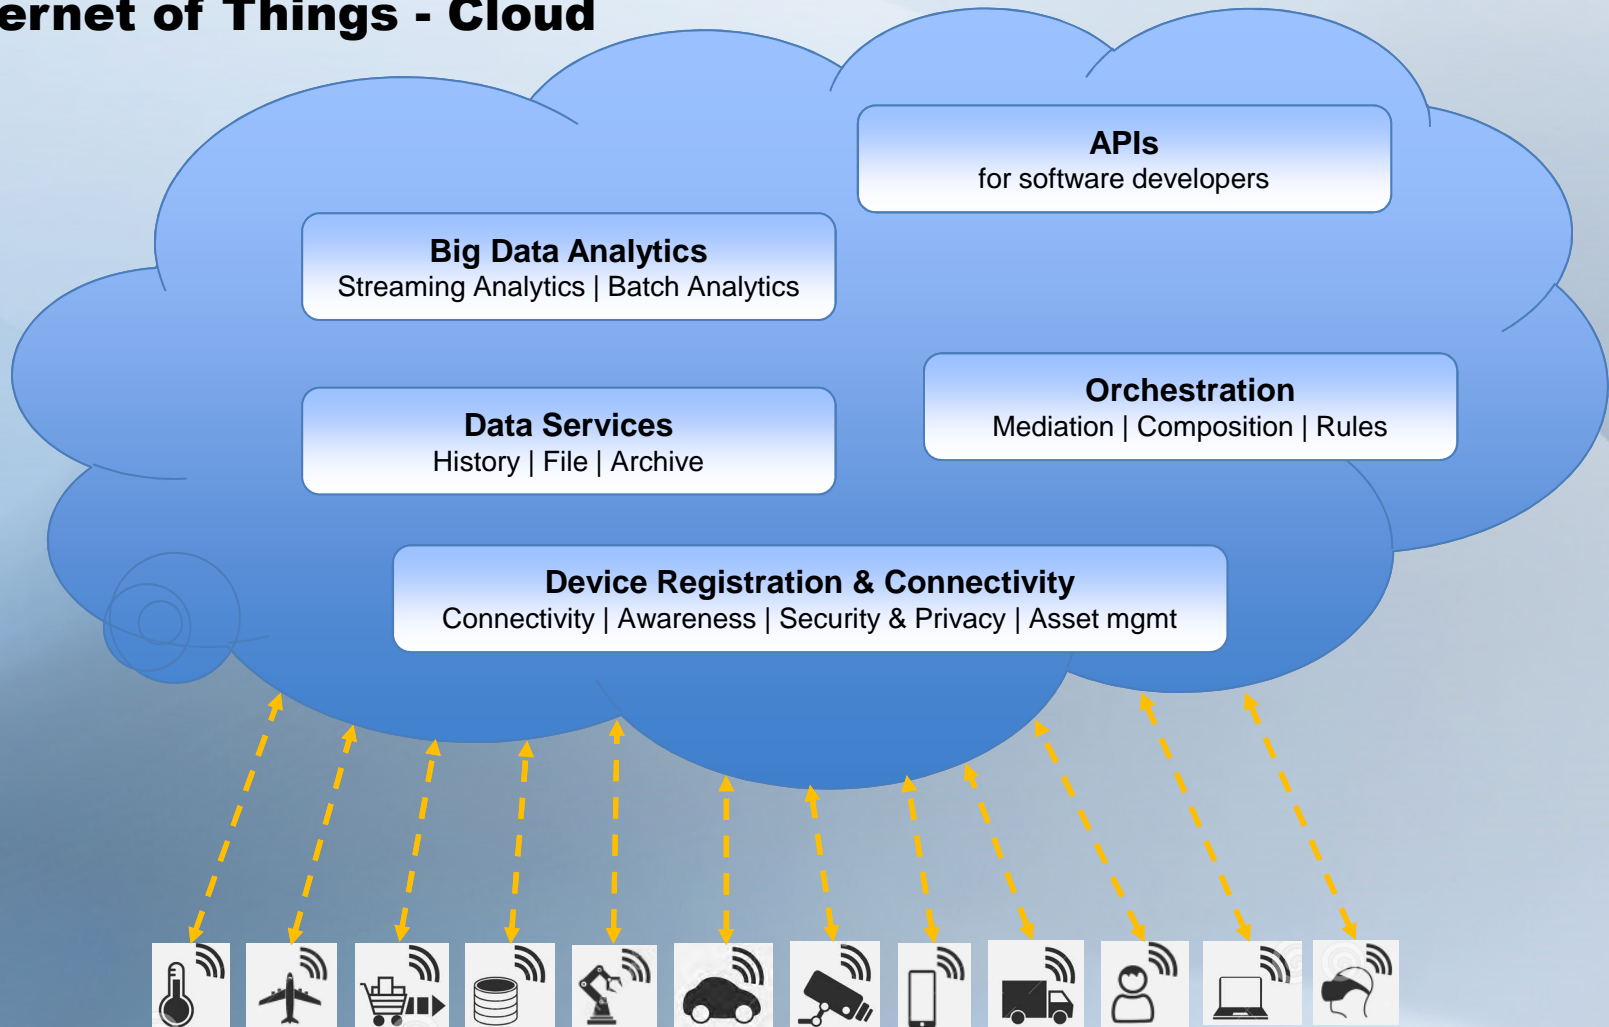 ernet of Things - Cloud
APIs
for software developers
Big Data Analytics
Streaming Analytics | Batch Analytics
Orchestration
Mediation | Composition | Rules
Data Services
History | File | Archive
Device Registration & Connectivity
Connectivity | Awareness | Security & Privacy | Asset mgmt